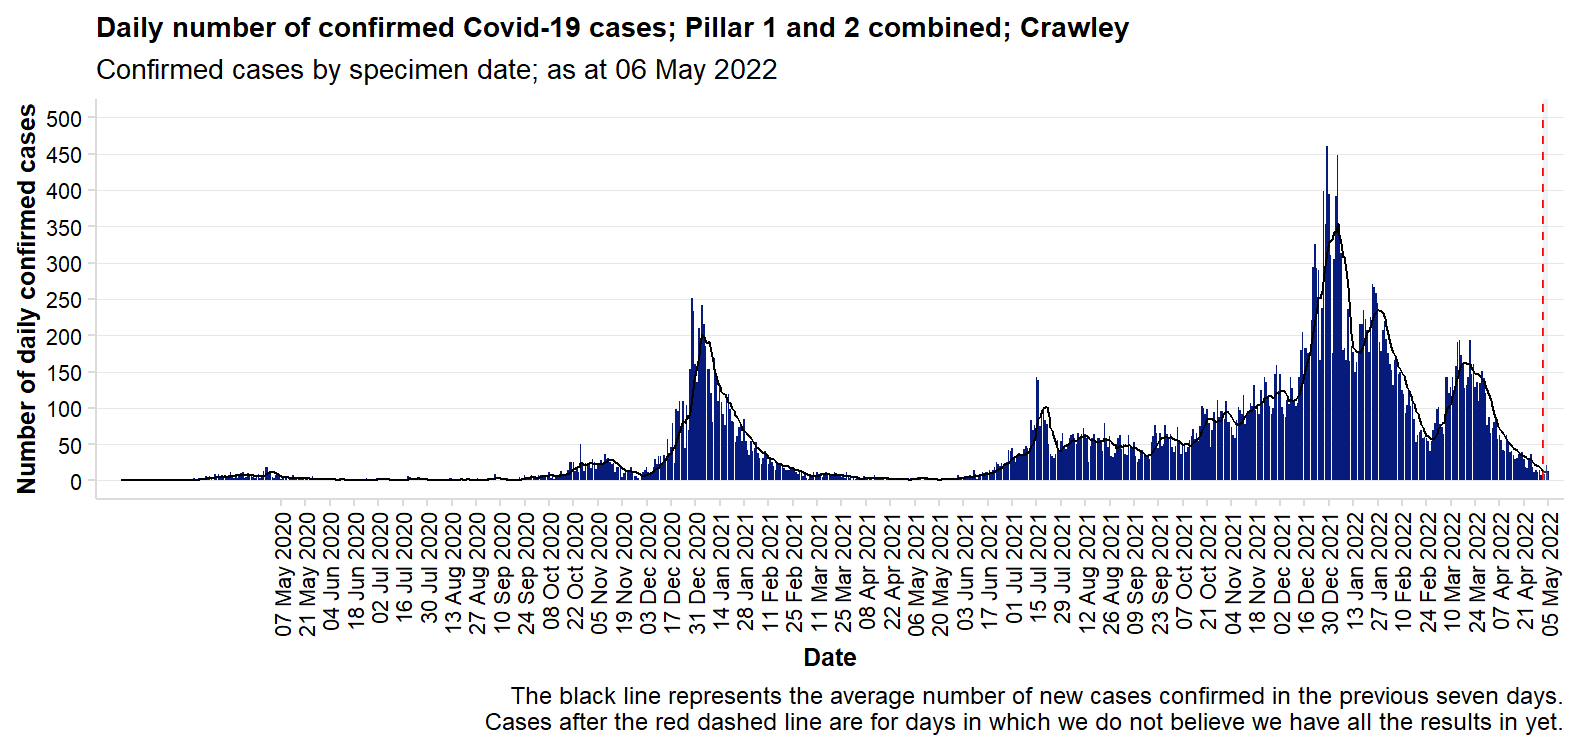 Daily number of confirmed Covid-19 cases; Pillar 1 and 2 combined; Crawley
Confirmed cases by specimen date; as at 06 May 2022
Number of daily confirmed cases
500
450
400
350
300
250
200
150
100
50
0
07 May 2020
21 May 2020
04 Jun 2020
18 Jun 2020
02 Jul 2020
16 Jul 2020
30 Jul 2020
13 Aug 2020
27 Aug 2020
10 Sep 2020
24 Sep 2020
08 Oct 2020
22 Oct 2020
05 Nov 2020
19 Nov 2020
03 Dec 2020
17 Dec 2020
31 Dec 2020
14 Jan 2021
28 Jan 2021
11 Feb 2021
25 Feb 2021
11 Mar 2021
25 Mar 2021
08 Apr 2021
22 Apr 2021
06 May 2021
20 May 2021
03 Jun 2021
17 Jun 2021
01 Jul 2021
15 Jul 2021
29 Jul 2021
12 Aug 2021
26 Aug 2021
09 Sep 2021
23 Sep 2021
07 Oct 2021
21 Oct 2021
04 Nov 2021
18 Nov 2021
02 Dec 2021
16 Dec 2021
30 Dec 2021
13 Jan 2022
27 Jan 2022
10 Feb 2022
24 Feb 2022
10 Mar 2022
24 Mar 2022
07 Apr 2022
21 Apr 2022
05 May 2022
Date
The black line represents the average number of new cases confirmed in the previous seven days.
Cases after the red dashed line are for days in which we do not believe we have all the results in yet.